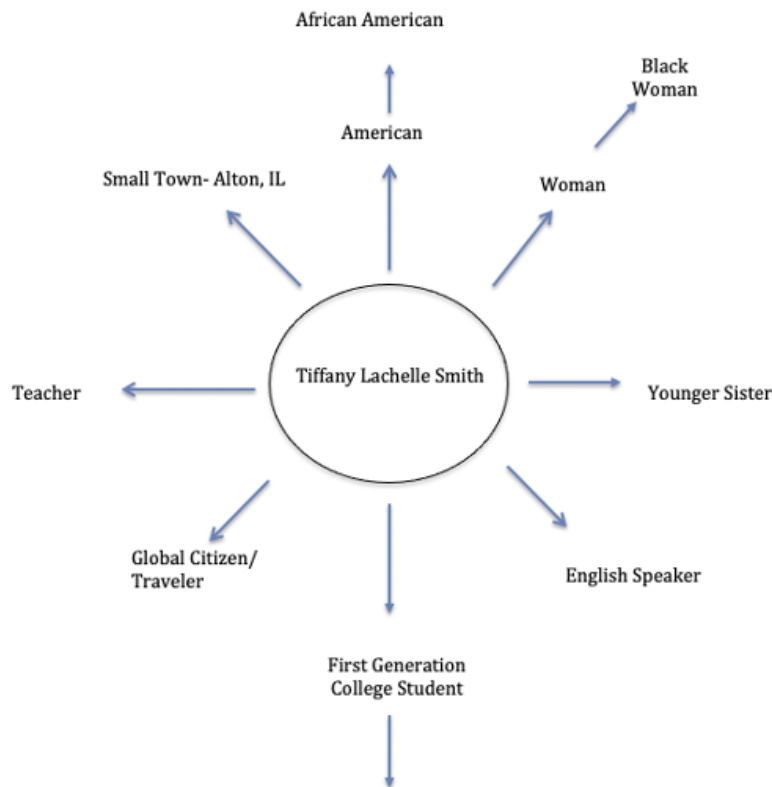 African American
Black
Woman
American
Small Town- Alton, IL
Woman
Tiffany Lachelle Smith
Teacher
Younger Sister
Global Citizen/
Traveler
English Speaker
First Generation
College Student